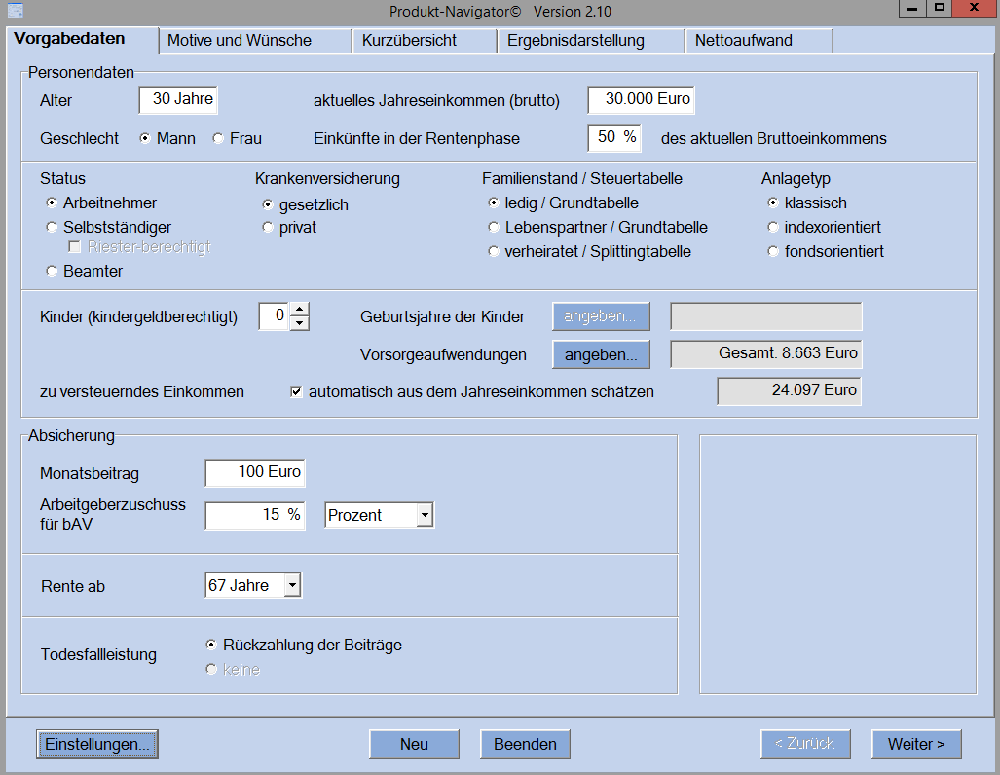 Produkt-Navigator© Version 2.10
Vorgabedaten Motive und Wünsche Kurzübersicht Ergebnisdarstellung Nettoaufwand
Personendaten
Alter 30 Jahre aktuelles Jahreseinkommen (brutto) 30.000 Euro
Geschlecht Mann Frau Einkünfte in der Rentenphase 50 % des aktuellen Bruttoeinkommens
Status Krankenversicherung Familienstand / Steuertabelle Anlagetyp
Arbeitnehmer gesetzlich ledig / Grundtabelle klassisch
Selbstständiger privat Lebenspartner / Grundtabelle indexorientiert
Riester-berechtigt verheiratet / Splittingtabelle fondsorientiert
Beamter
Kinder (kindergeldberechtigt) 0 Geburtsjahre der Kinder angeben...
Vorsorgeaufwendungen angeben... Gesamt: 8.663 Euro
zu versteuerndes Einkommen automatisch aus dem Jahreseinkommen schätzen 24.097 Euro
Absicherung
Monatsbeitrag 100 Euro
Arbeitgeberzuschuss
für bAV 15 % Prozent
Rente ab 67 Jahre
Todesfallleistung Rückzahlung der Beiträge
keine
Einstellungen... Neu Beenden < Zurück Weiter >